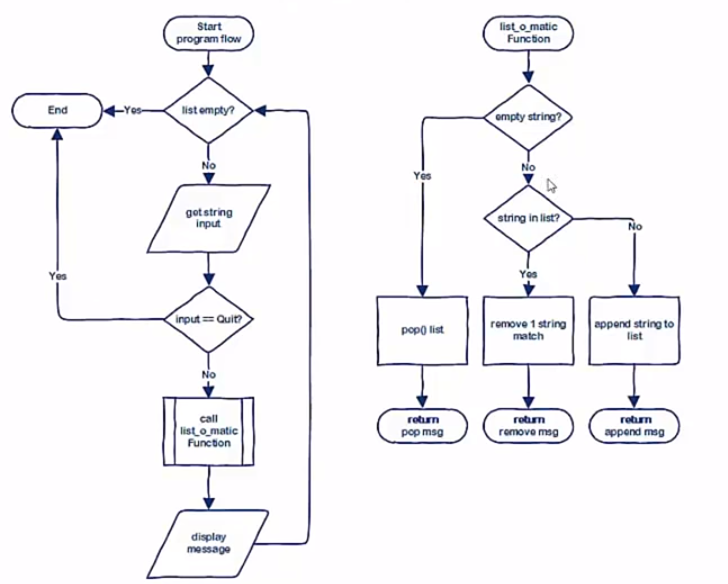 Start
program flow
End
Yes
list empty?
No
get string
input
Yes
input == Quit?
No
call
list_o_matic
Function
display
message
list_o_matic
Function
empty string?
Yes
No
string in list?
No
Yes
pop() list
remove 1 string
match
append string to
list
return
pop msg
return
remove msg
return
append msg